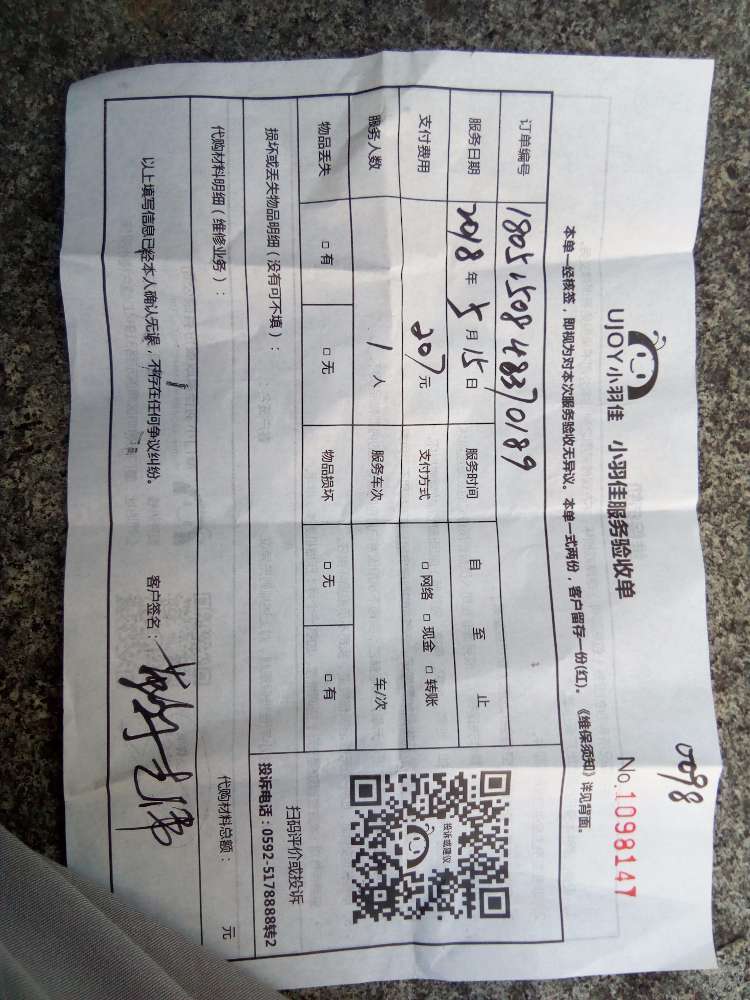 0098
UJOY小羽佳 小羽佳服务验收单 No.1098147
本单一经核签，即视为对本次服务验收无异议。本单一式两份，客户留存一份(红)。《维保须知》详见背面。
订单编号 1805150848370189
服务日期 2018年5月15日 服务时间 自 至 止
支付费用 207元 支付方式 □网络 □现金 □转账
服务人数 1人 服务车次 车/次
物品丢失 □有 □无 物品损坏 □无 □有
投诉或建议
扫码评价或投诉
投诉电话：0592-5178888转2
损坏或丢失物品明细（没有可不填）：
代购材料明细（维修业务）： 代购材料总额： 元
以上填写信息已经本人确认无误，不存在任何争议纠纷。 客户签名：